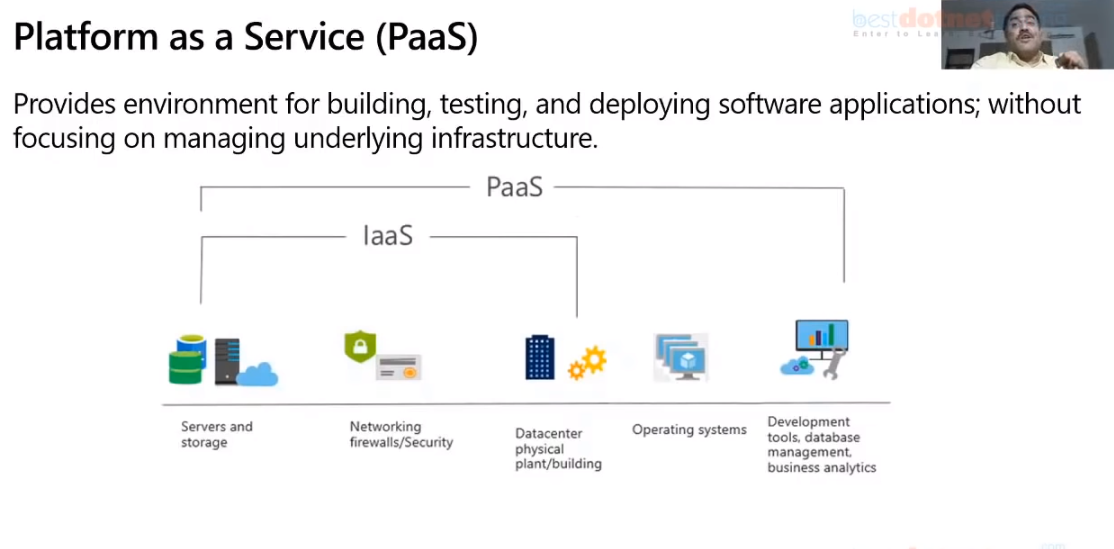 Platform as a Service (PaaS)
bestdotnet
Provides environment for building, testing, and deploying software applications; without
focusing on managing underlying infrastructure.
PaaS
IaaS
Servers and
storage
Networking
firewalls/Security
Datacenter
physical
plant/building
Operating systems
Development
tools, database
management,
business analytics